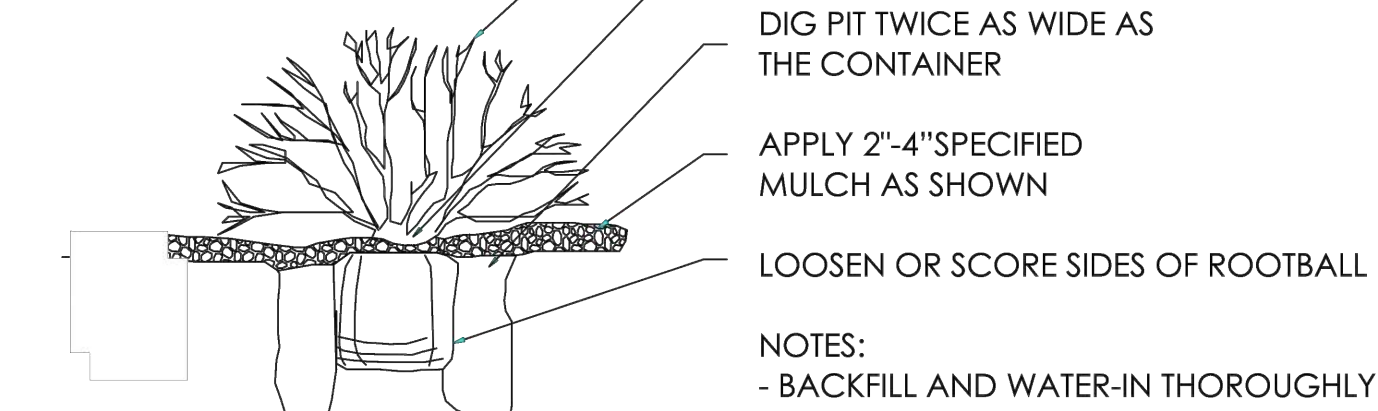 DIG PIT TWICE AS WIDE AS
THE CONTAINER
APPLY 2"-4”SPECIFIED
MULCH AS SHOWN
LOOSEN OR SCORE SIDES OF ROOTBALL
NOTES:
- BACKFILL AND WATER-IN THOROUGHLY